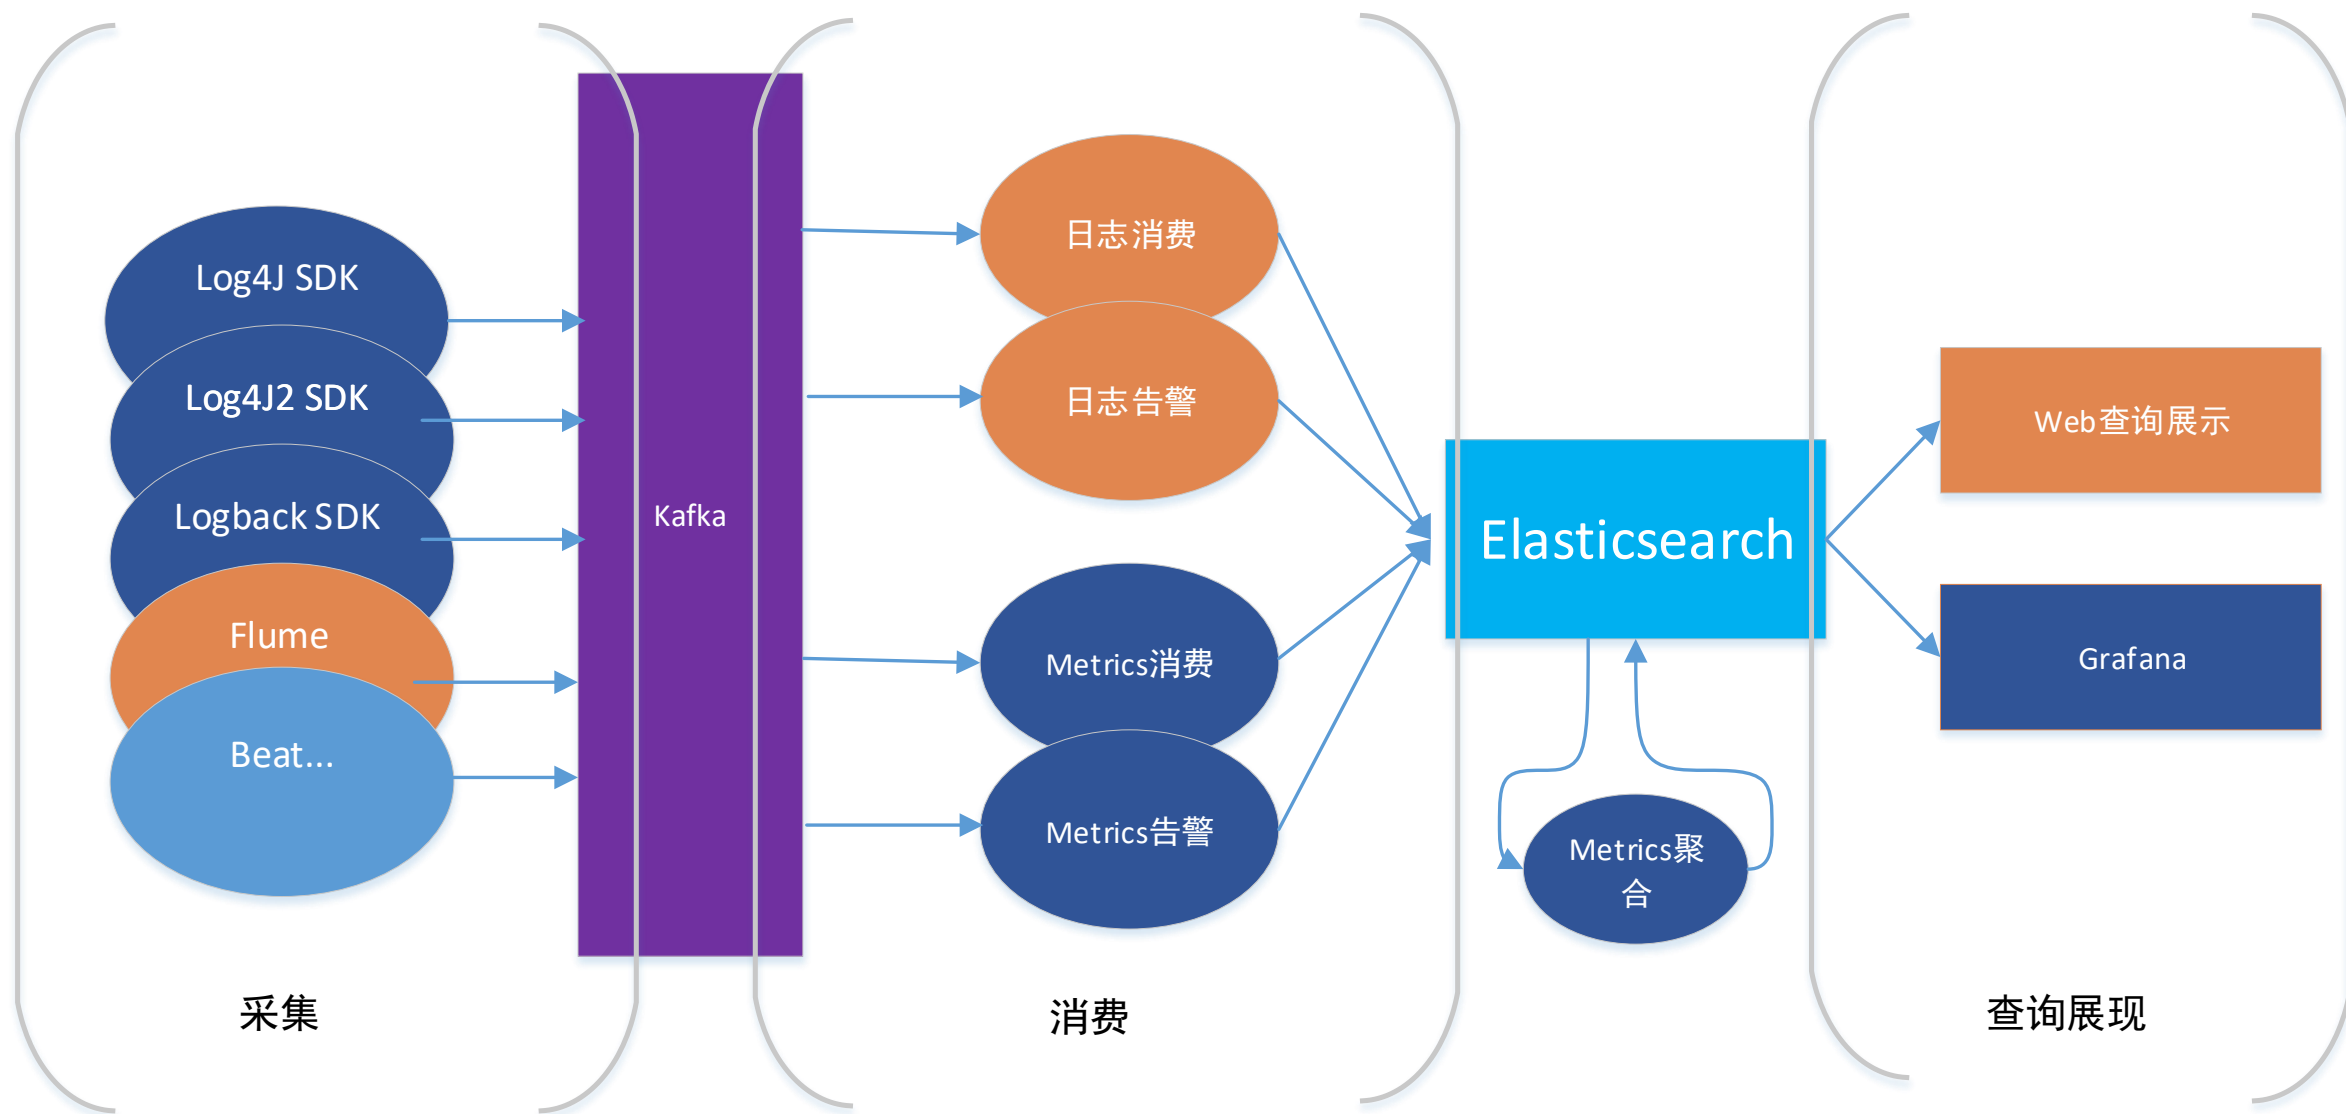 Log4J SDK
Log4J2 SDK
Logback SDK
Flume
Beat...
采集
Kafka
日志消费
日志告警
Metrics消费
Metrics告警
消费
Elasticsearch
Metrics聚
合
Web查询展示
Grafana
查询展现